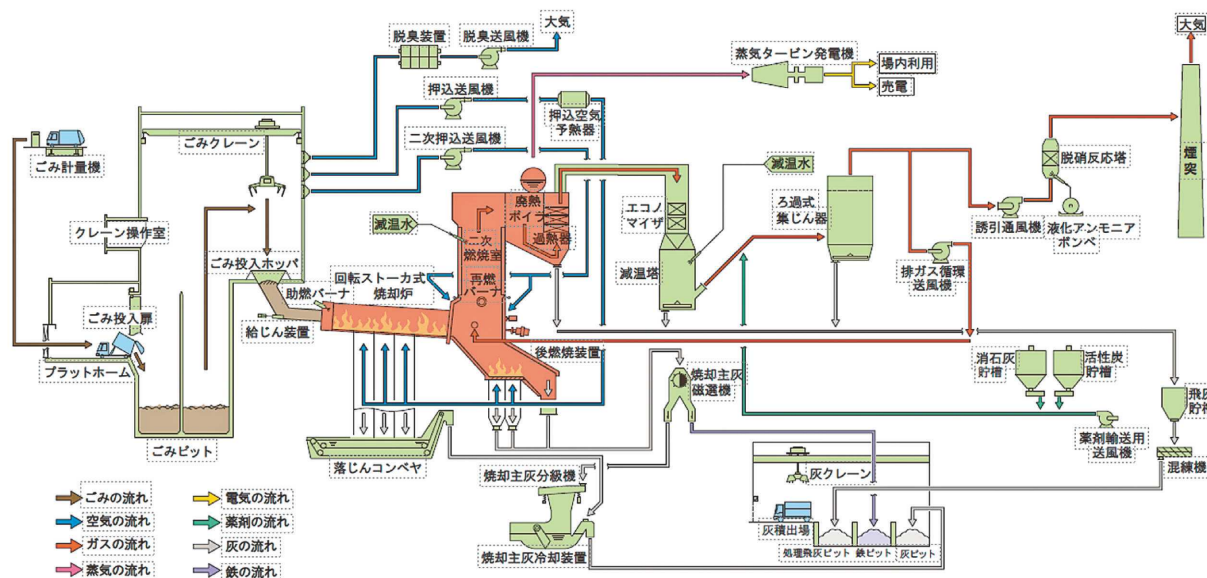 大気
脱臭装置
脱臭送風機
蒸気タービン発電機
場内利用
売電
大気
押込送風機
押込空気
予熱器
ごみクレーン
二次押込送風機
ごみ計量機
減温水
脱硝反応塔
煙突
廃熱
ボイラ
過熱器
エコノ
マイザ
ろ過式
集じん器
誘引通風機
液化アンモニア
ボンベ
減温水
二次
燃焼室
クレーン操作室
ごみ投入ホッパ
回転ストーカ式
焼却炉
再燃
バーナ
減温塔
排ガス循環
送風機
助燃バーナ
ごみ投入扉
給じん装置
後燃焼装置
プラットホーム
焼却主灰
磁選機
消石灰
貯槽
活性炭
貯槽
飛灰
貯槽
ごみピット
落じんコンベヤ
薬剤輸送用
送風機
混練機
焼却主灰分級機
灰クレーン
灰積出場
処理飛灰ピット
鉄ピット
灰ピット
焼却主灰冷却装置
ごみの流れ
空気の流れ
ガスの流れ
蒸気の流れ
電気の流れ
薬剤の流れ
灰の流れ
鉄の流れ